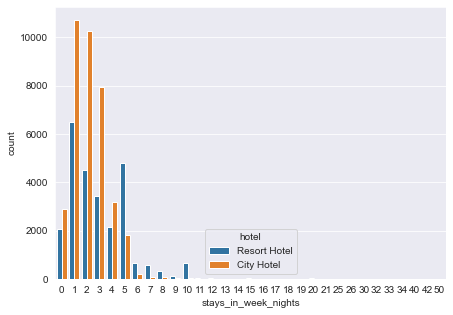 10000
8000
6000
4000
2000
0
count
hotel
Resort Hotel
City Hotel
0 1 2 3 4 5 6 7 8 9 10 11 12 13 14 15 16 17 18 19 20 21 25 26 30 32 33 34 40 42 50
stays_in_week_nights